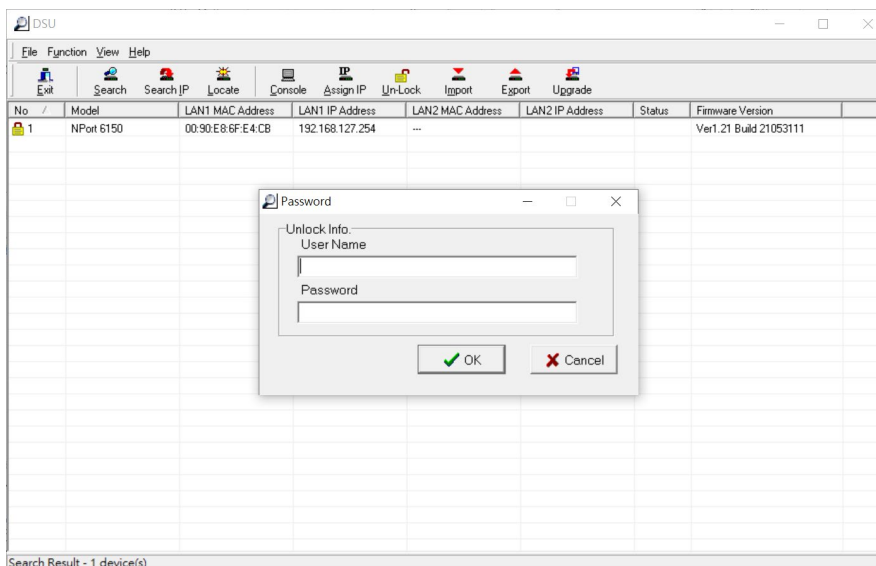 DSU
File Function View Help
Exit Search Search IP Locate Console Assign IP Un-Lock Import Export Upgrade
No / Model LAN1 MAC Address LAN1 IP Address LAN2 MAC Address LAN2 IP Address Status Firmware Version
1 NPort 6150 00:90:E8:6F:E4:CB 192.168.127.254 --- Ver1.21 Build 21053111
Password
Unlock Info.
User Name
Password
OK Cancel
Search Result - 1 device(s)